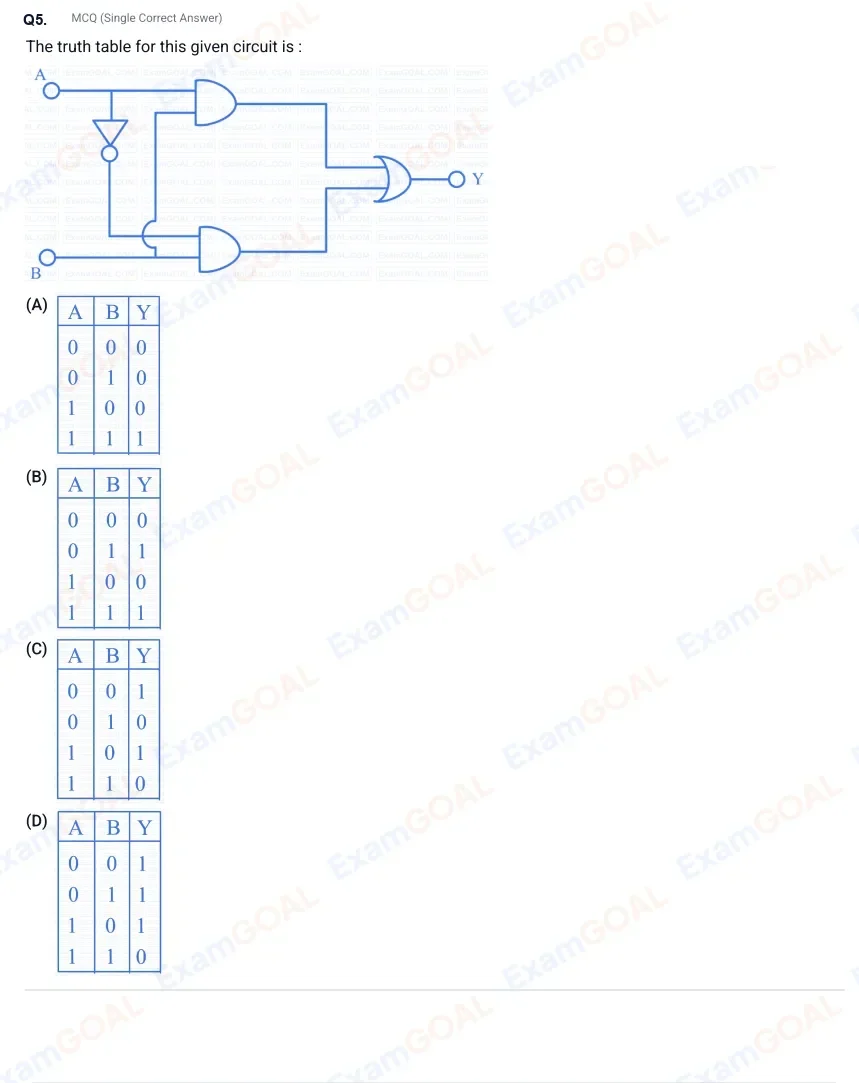 Q5. MCQ (Single Correct Answer)
The truth table for this given circuit is :
A
Y
B
(A)
A B Y
0 0 0
0 1 0
1 0 0
1 1 1
(B)
A B Y
0 0 0
0 1 1
1 0 0
1 1 1
(C)
A B Y
0 0 1
0 1 0
1 0 1
1 1 0
(D)
A B Y
0 0 1
0 1 1
1 0 1
1 1 0
ExamGOAL